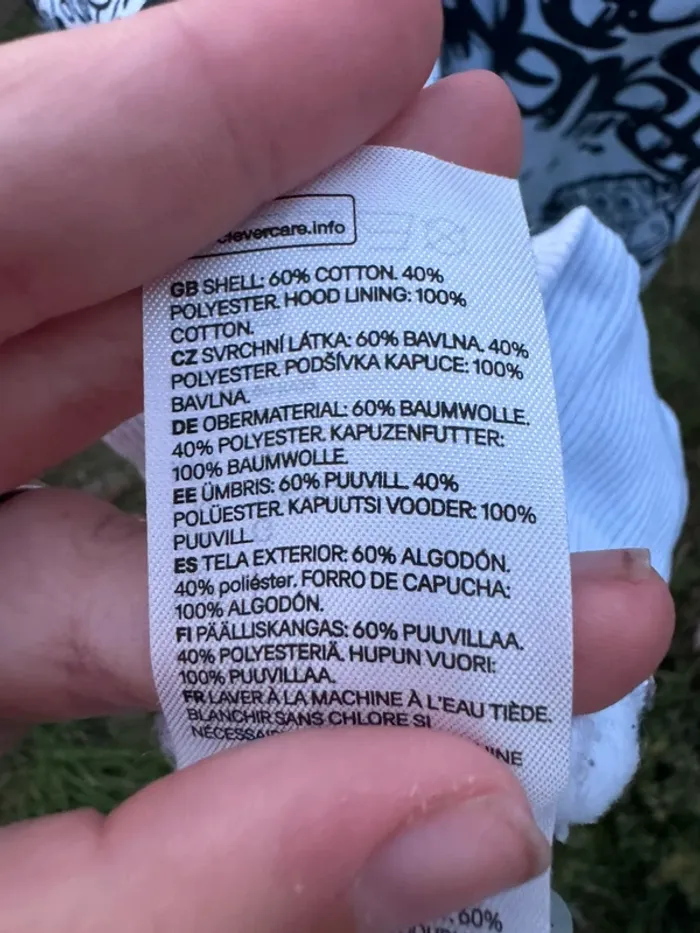 clevercare.info
GB SHELL: 60% COTTON. 40%
POLYESTER. HOOD LINING: 100%
COTTON.
CZ SVRCHNÍ LÁTKA: 60% BAVLNA. 40%
POLYESTER. PODŠÍVKA KAPUCE: 100%
BAVLNA.
DE OBERMATERIAL: 60% BAUMWOLLE.
40% POLYESTER. KAPUZENFUTTER:
100% BAUMWOLLE.
EE ÜMBRIS: 60% PUUVILL. 40%
POLÜESTER. KAPUUTSI VOODER: 100%
PUUVILL.
ES TELA EXTERIOR: 60% ALGODÓN.
40% poliéster. FORRO DE CAPUCHA:
100% ALGODÓN.
FI PÄÄLLISKANGAS: 60% PUUVILLAA.
40% POLYESTERIÄ. HUPUN VUORI:
100% PUUVILLAA.
FR LAVER À LA MACHINE À L'EAU TIÈDE.
BLANCHIR SANS CHLORE SI
60%